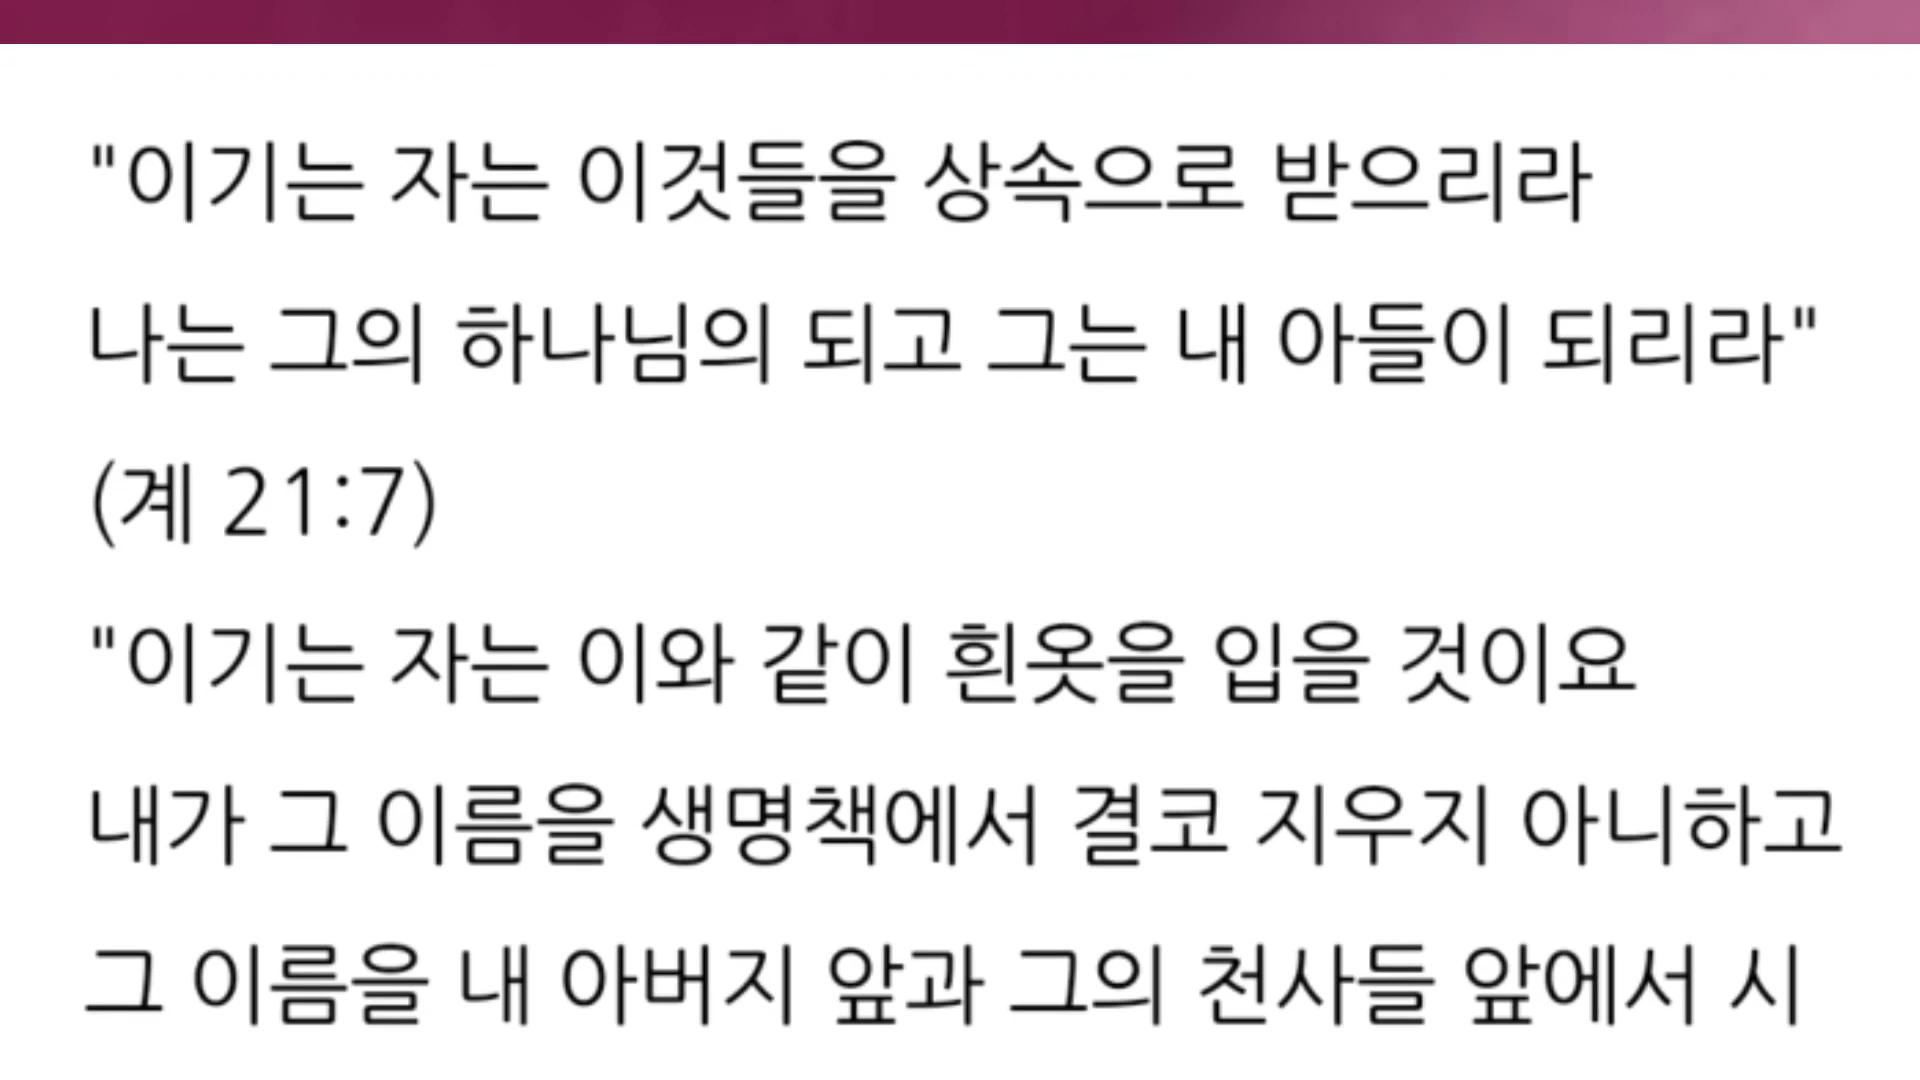 "이기는 자는 이것들을 상속으로 받으리라
나는 그의 하나님의 되고 그는 내 아들이 되리라"
(계 21:7)
"이기는 자는 이와 같이 흰옷을 입을 것이요
내가 그 이름을 생명책에서 결코 지우지 아니하고
그 이름을 내 아버지 앞과 그의 천사들 앞에서 시